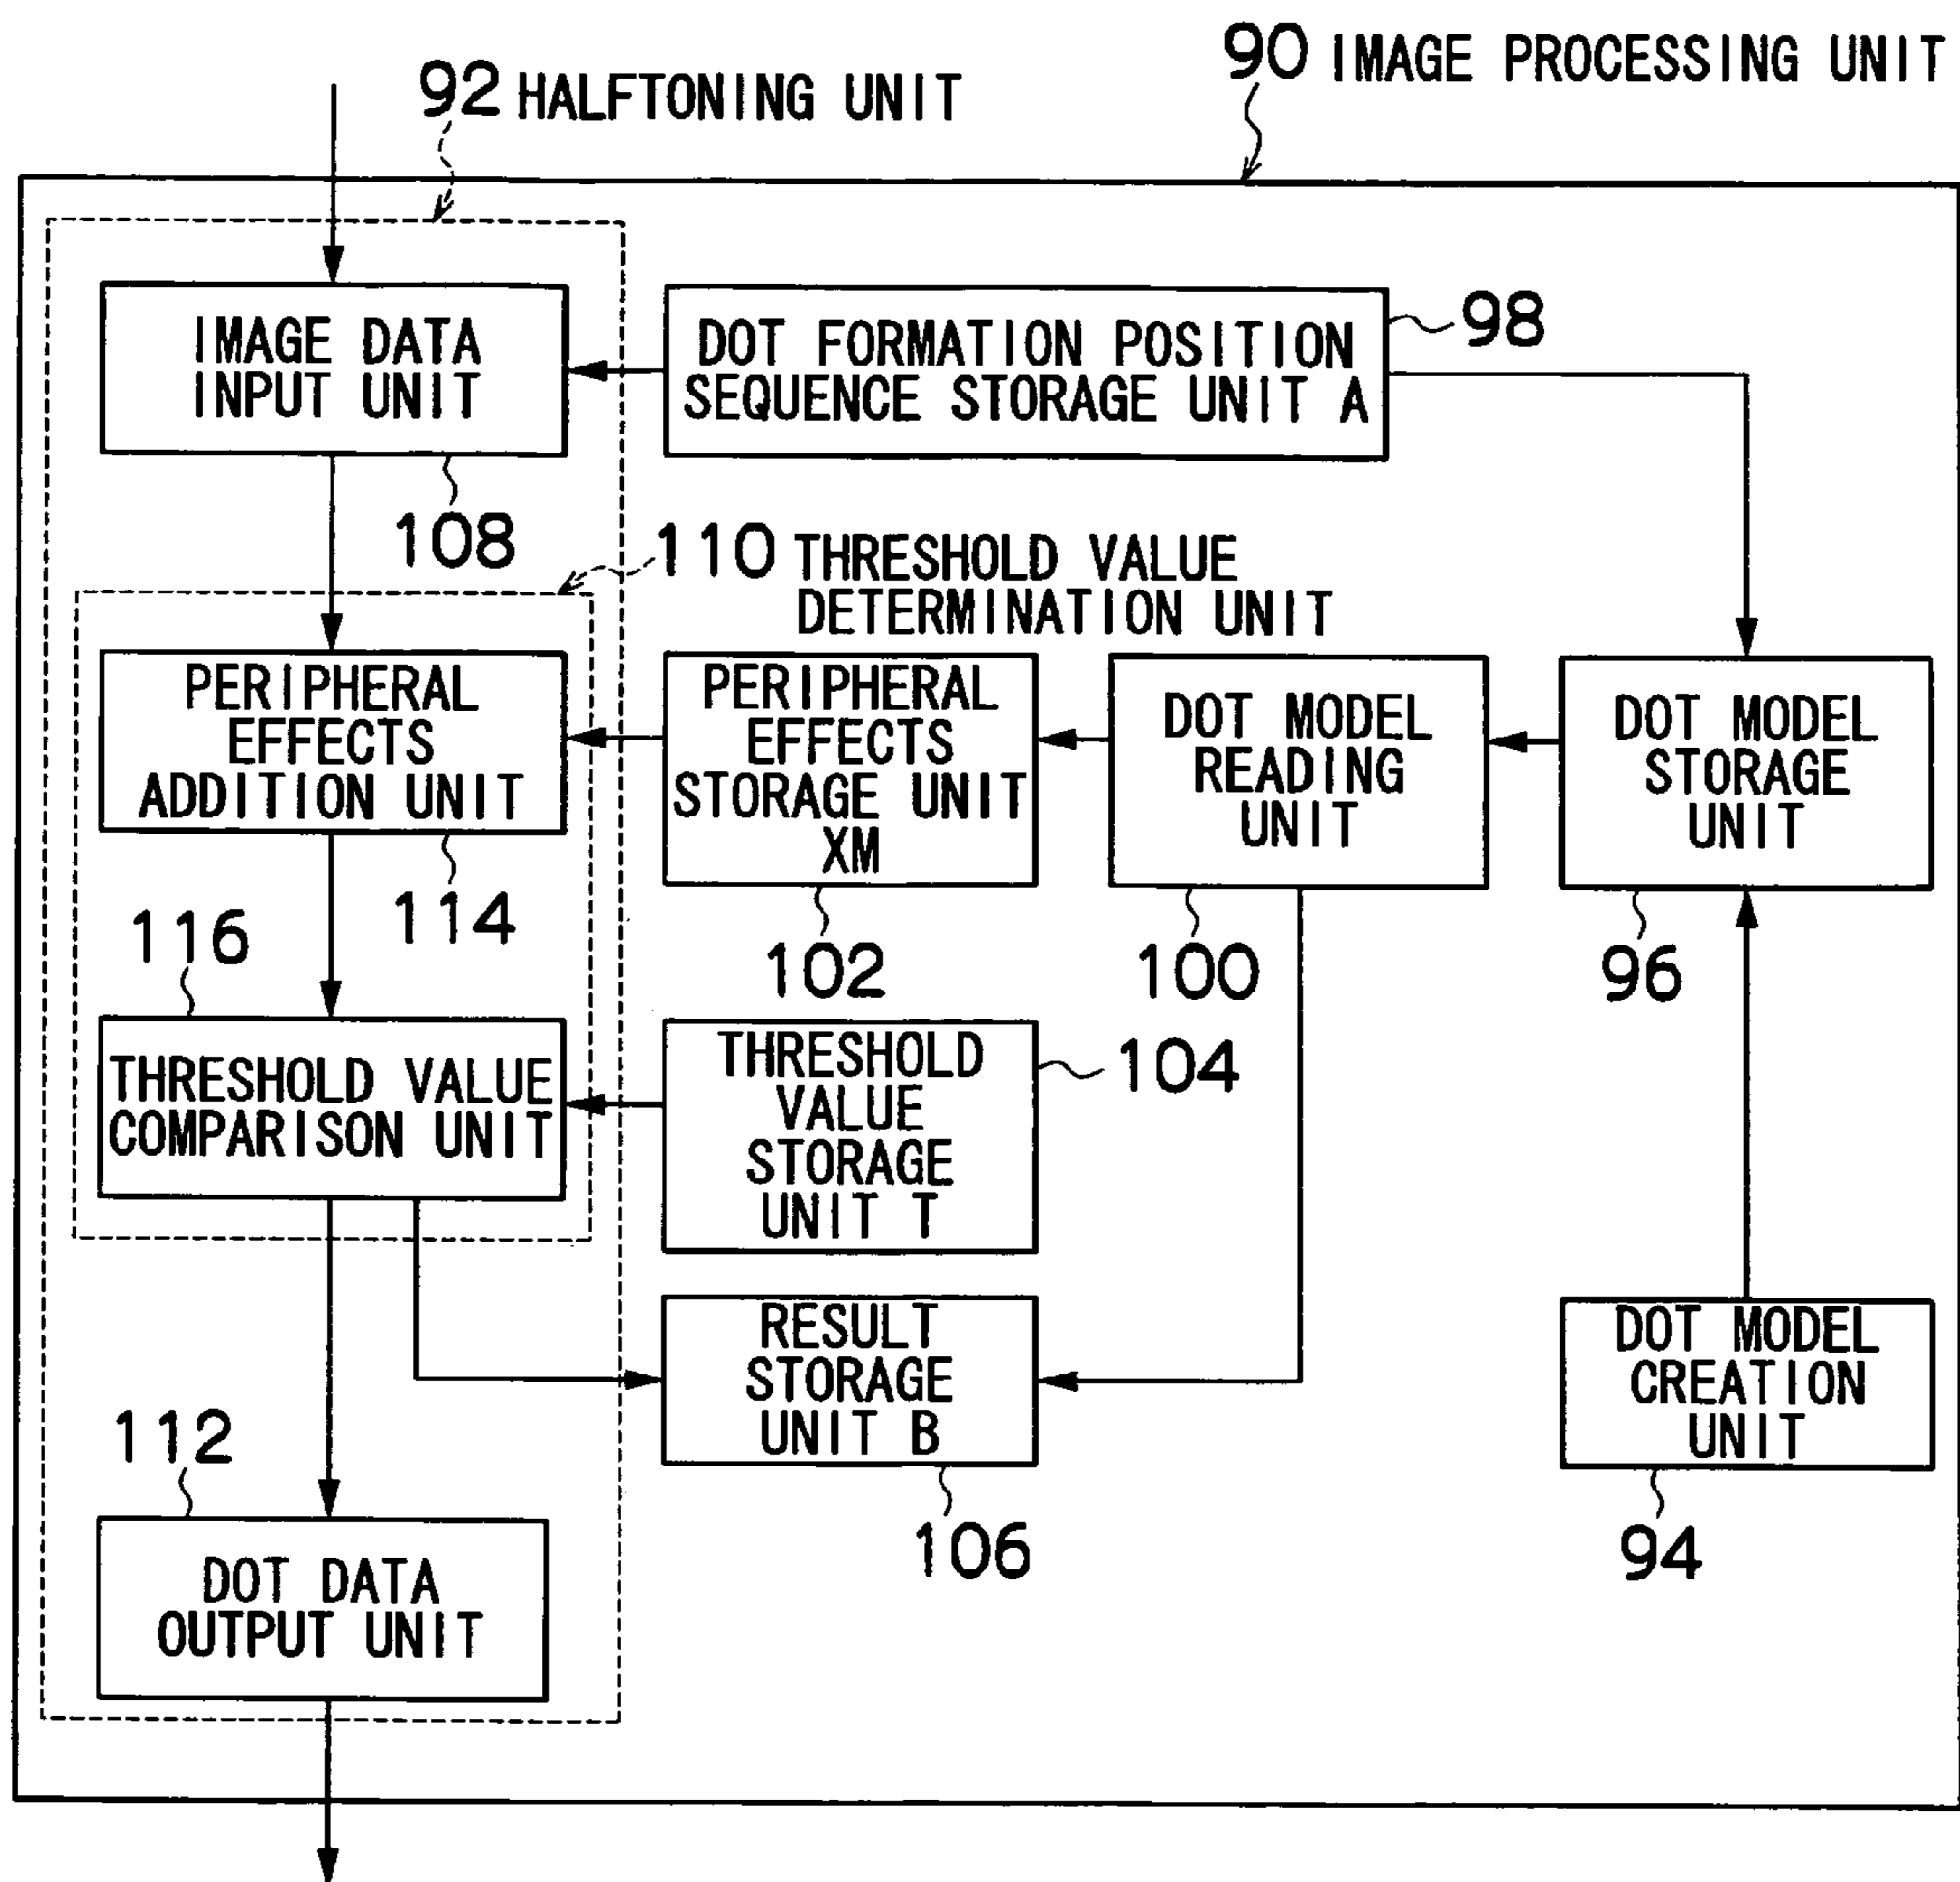 90 IMAGE PROCESSING UNIT
92 HALFTONING UNIT
IMAGE DATA
INPUT UNIT
108
DOT FORMATION POSITION
SEQUENCE STORAGE UNIT A
98
110 THRESHOLD VALUE
DETERMINATION UNIT
PERIPHERAL
EFFECTS
ADDITION UNIT
114
PERIPHERAL
EFFECTS
STORAGE UNIT
XM
102
DOT MODEL
READING
UNIT
100
DOT MODEL
STORAGE
UNIT
96
116
THRESHOLD VALUE
COMPARISON UNIT
THRESHOLD
VALUE
STORAGE
UNIT T
104
RESULT
STORAGE
UNIT B
106
DOT MODEL
CREATION
UNIT
94
112
DOT DATA
OUTPUT UNIT